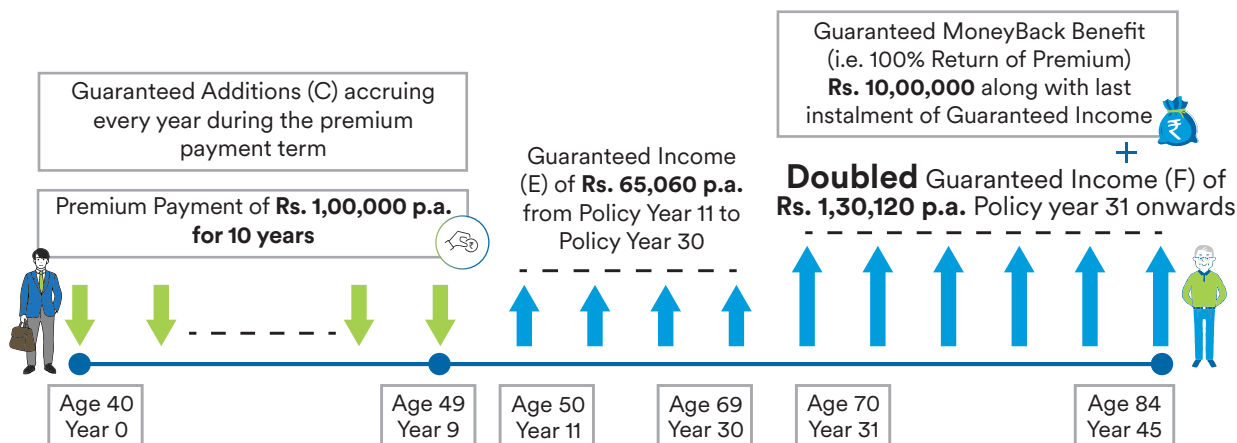 Guaranteed Additions (C) accruing
every year during the premium
payment term
Premium Payment of Rs. 1,00,000 p.a.
for 10 years
₹
Guaranteed Income
(E) of Rs. 65,060 p.a.
from Policy Year 11 to
Policy Year 30
Guaranteed MoneyBack Benefit
(i.e. 100% Return of Premium)
Rs. 10,00,000 along with last
instalment of Guaranteed Income
₹
+
Doubled Guaranteed Income (F) of
Rs. 1,30,120 p.a. Policy year 31 onwards
Age 40
Year 0
Age 49
Year 9
Age 50
Year 11
Age 69
Year 30
Age 70
Year 31
Age 84
Year 45